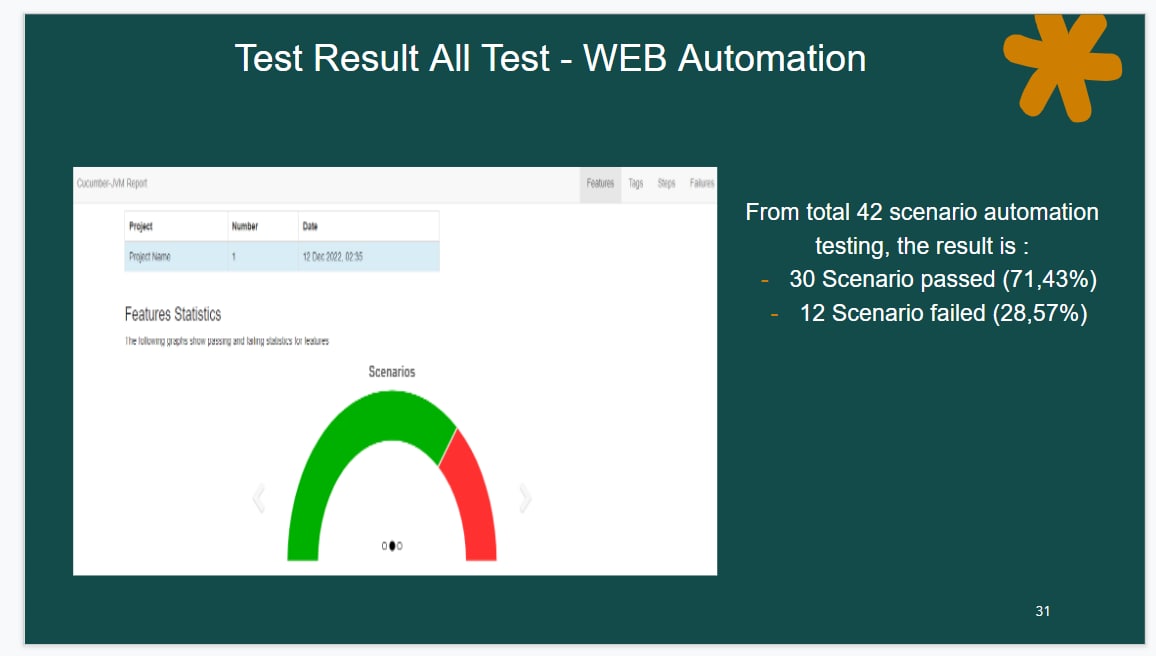 Test Result All Test - WEB Automation
Cucumber-JVM Report
Features Tags Steps Failures
Project Number Date
Project Name 1 12 Dec 2022, 02:35
Features Statistics
The following graphs show passing and failing statistics for features
Scenarios
From total 42 scenario automation
testing, the result is :
- 30 Scenario passed (71,43%)
- 12 Scenario failed (28,57%)
31